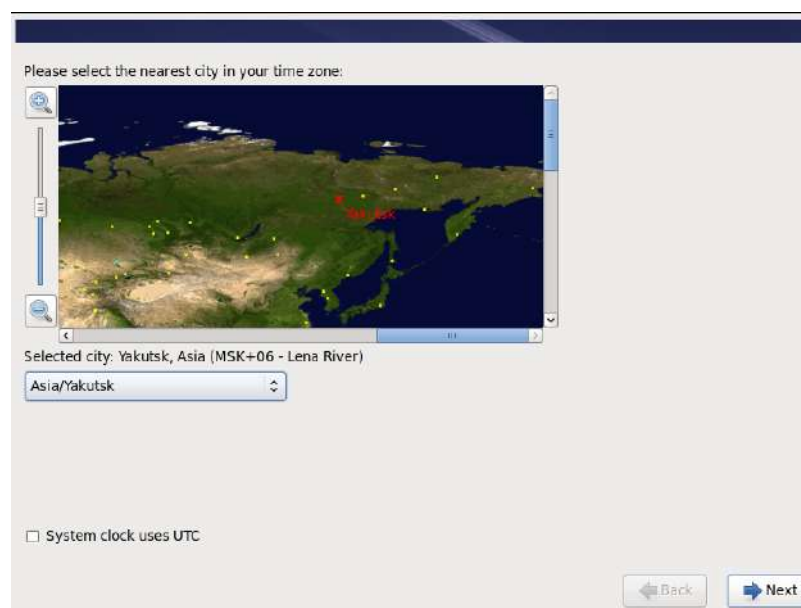 Please select the nearest city in your time zone:
Yakutsk
Selected city: Yakutsk, Asia (MSK+06 - Lena River)
Asia/Yakutsk
System clock uses UTC
Back
Next